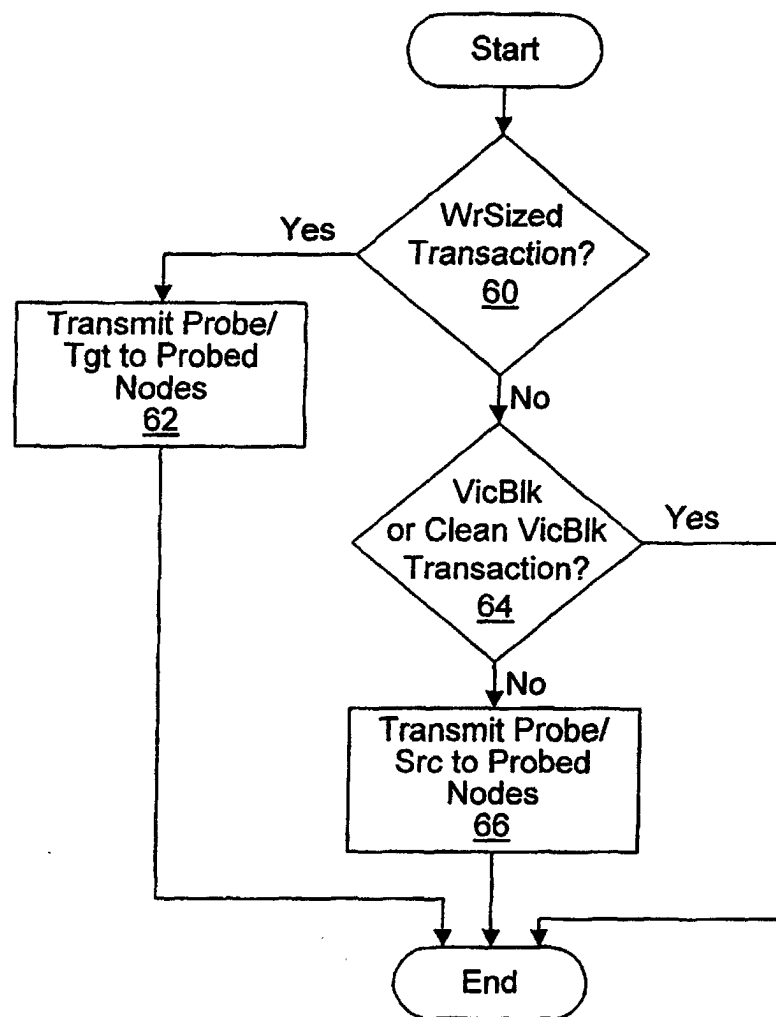 Start
WrSized
Transaction?
60
Yes
Transmit Probe/
Tgt to Probed
Nodes
62
No
VicBlk
or Clean VicBlk
Transaction?
64
Yes
No
Transmit Probe/
Src to Probed
Nodes
66
End